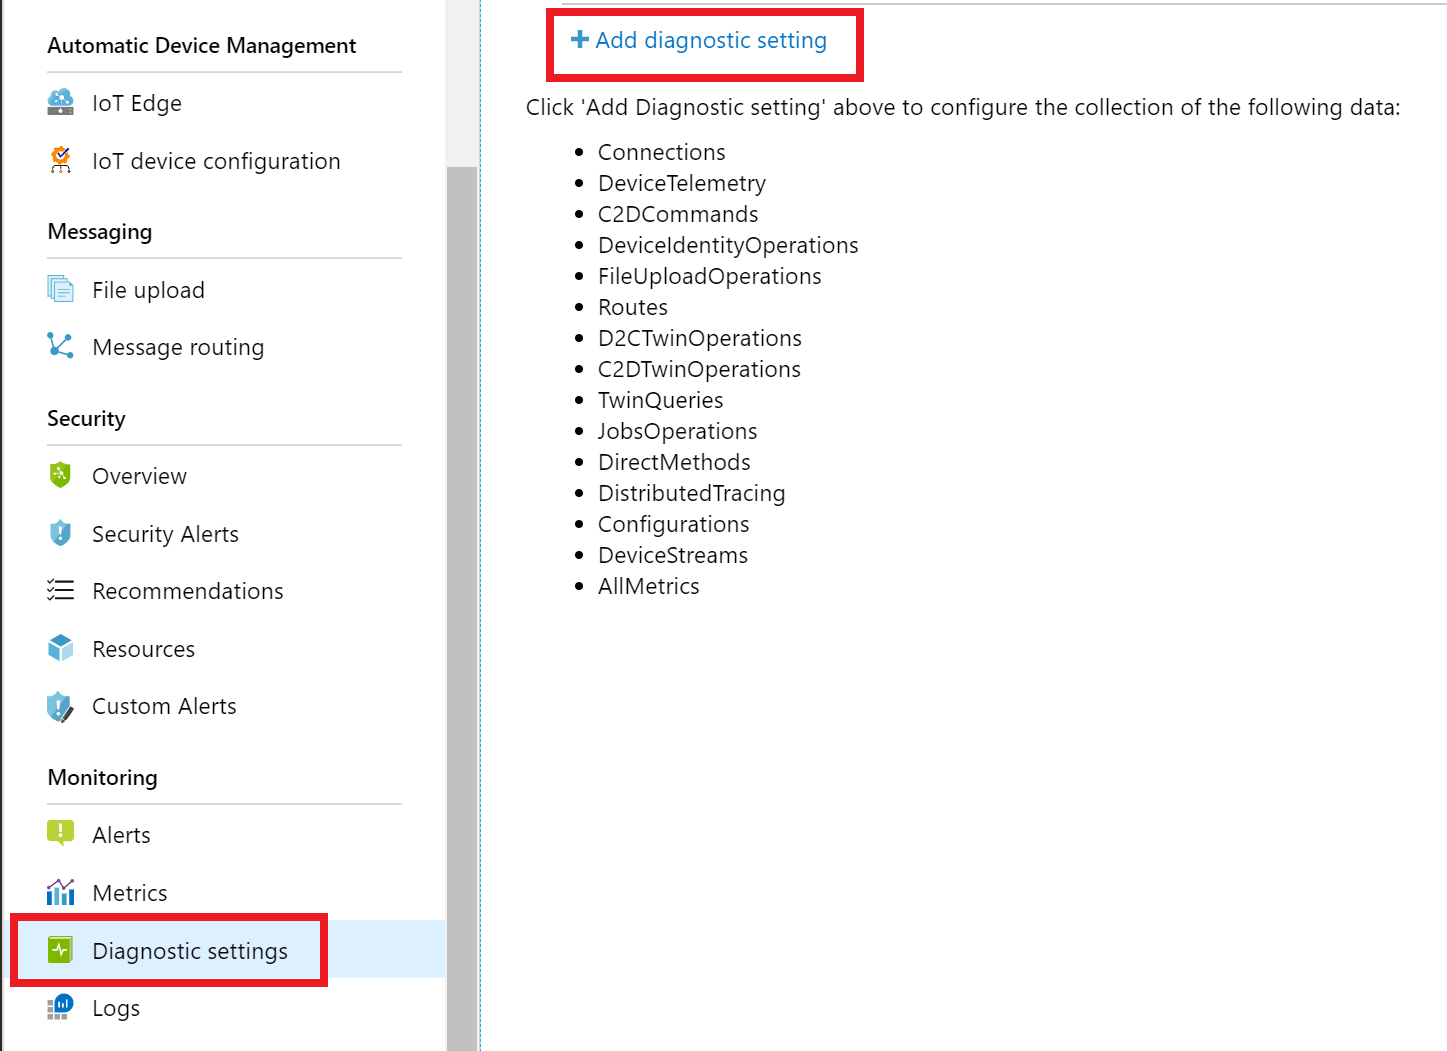 Automatic Device Management
IoT Edge
IoT device configuration
Messaging
File upload
Message routing
Security
Overview
Security Alerts
Recommendations
Resources
Custom Alerts
Monitoring
Alerts
Metrics
Diagnostic settings
Logs
+ Add diagnostic setting
Click 'Add Diagnostic setting' above to configure the collection of the following data:
• Connections
• DeviceTelemetry
• C2DCommands
• DeviceIdentityOperations
• FileUploadOperations
• Routes
• D2CTwinOperations
• C2DTwinOperations
• TwinQueries
• JobsOperations
• DirectMethods
• DistributedTracing
• Configurations
• DeviceStreams
• AllMetrics